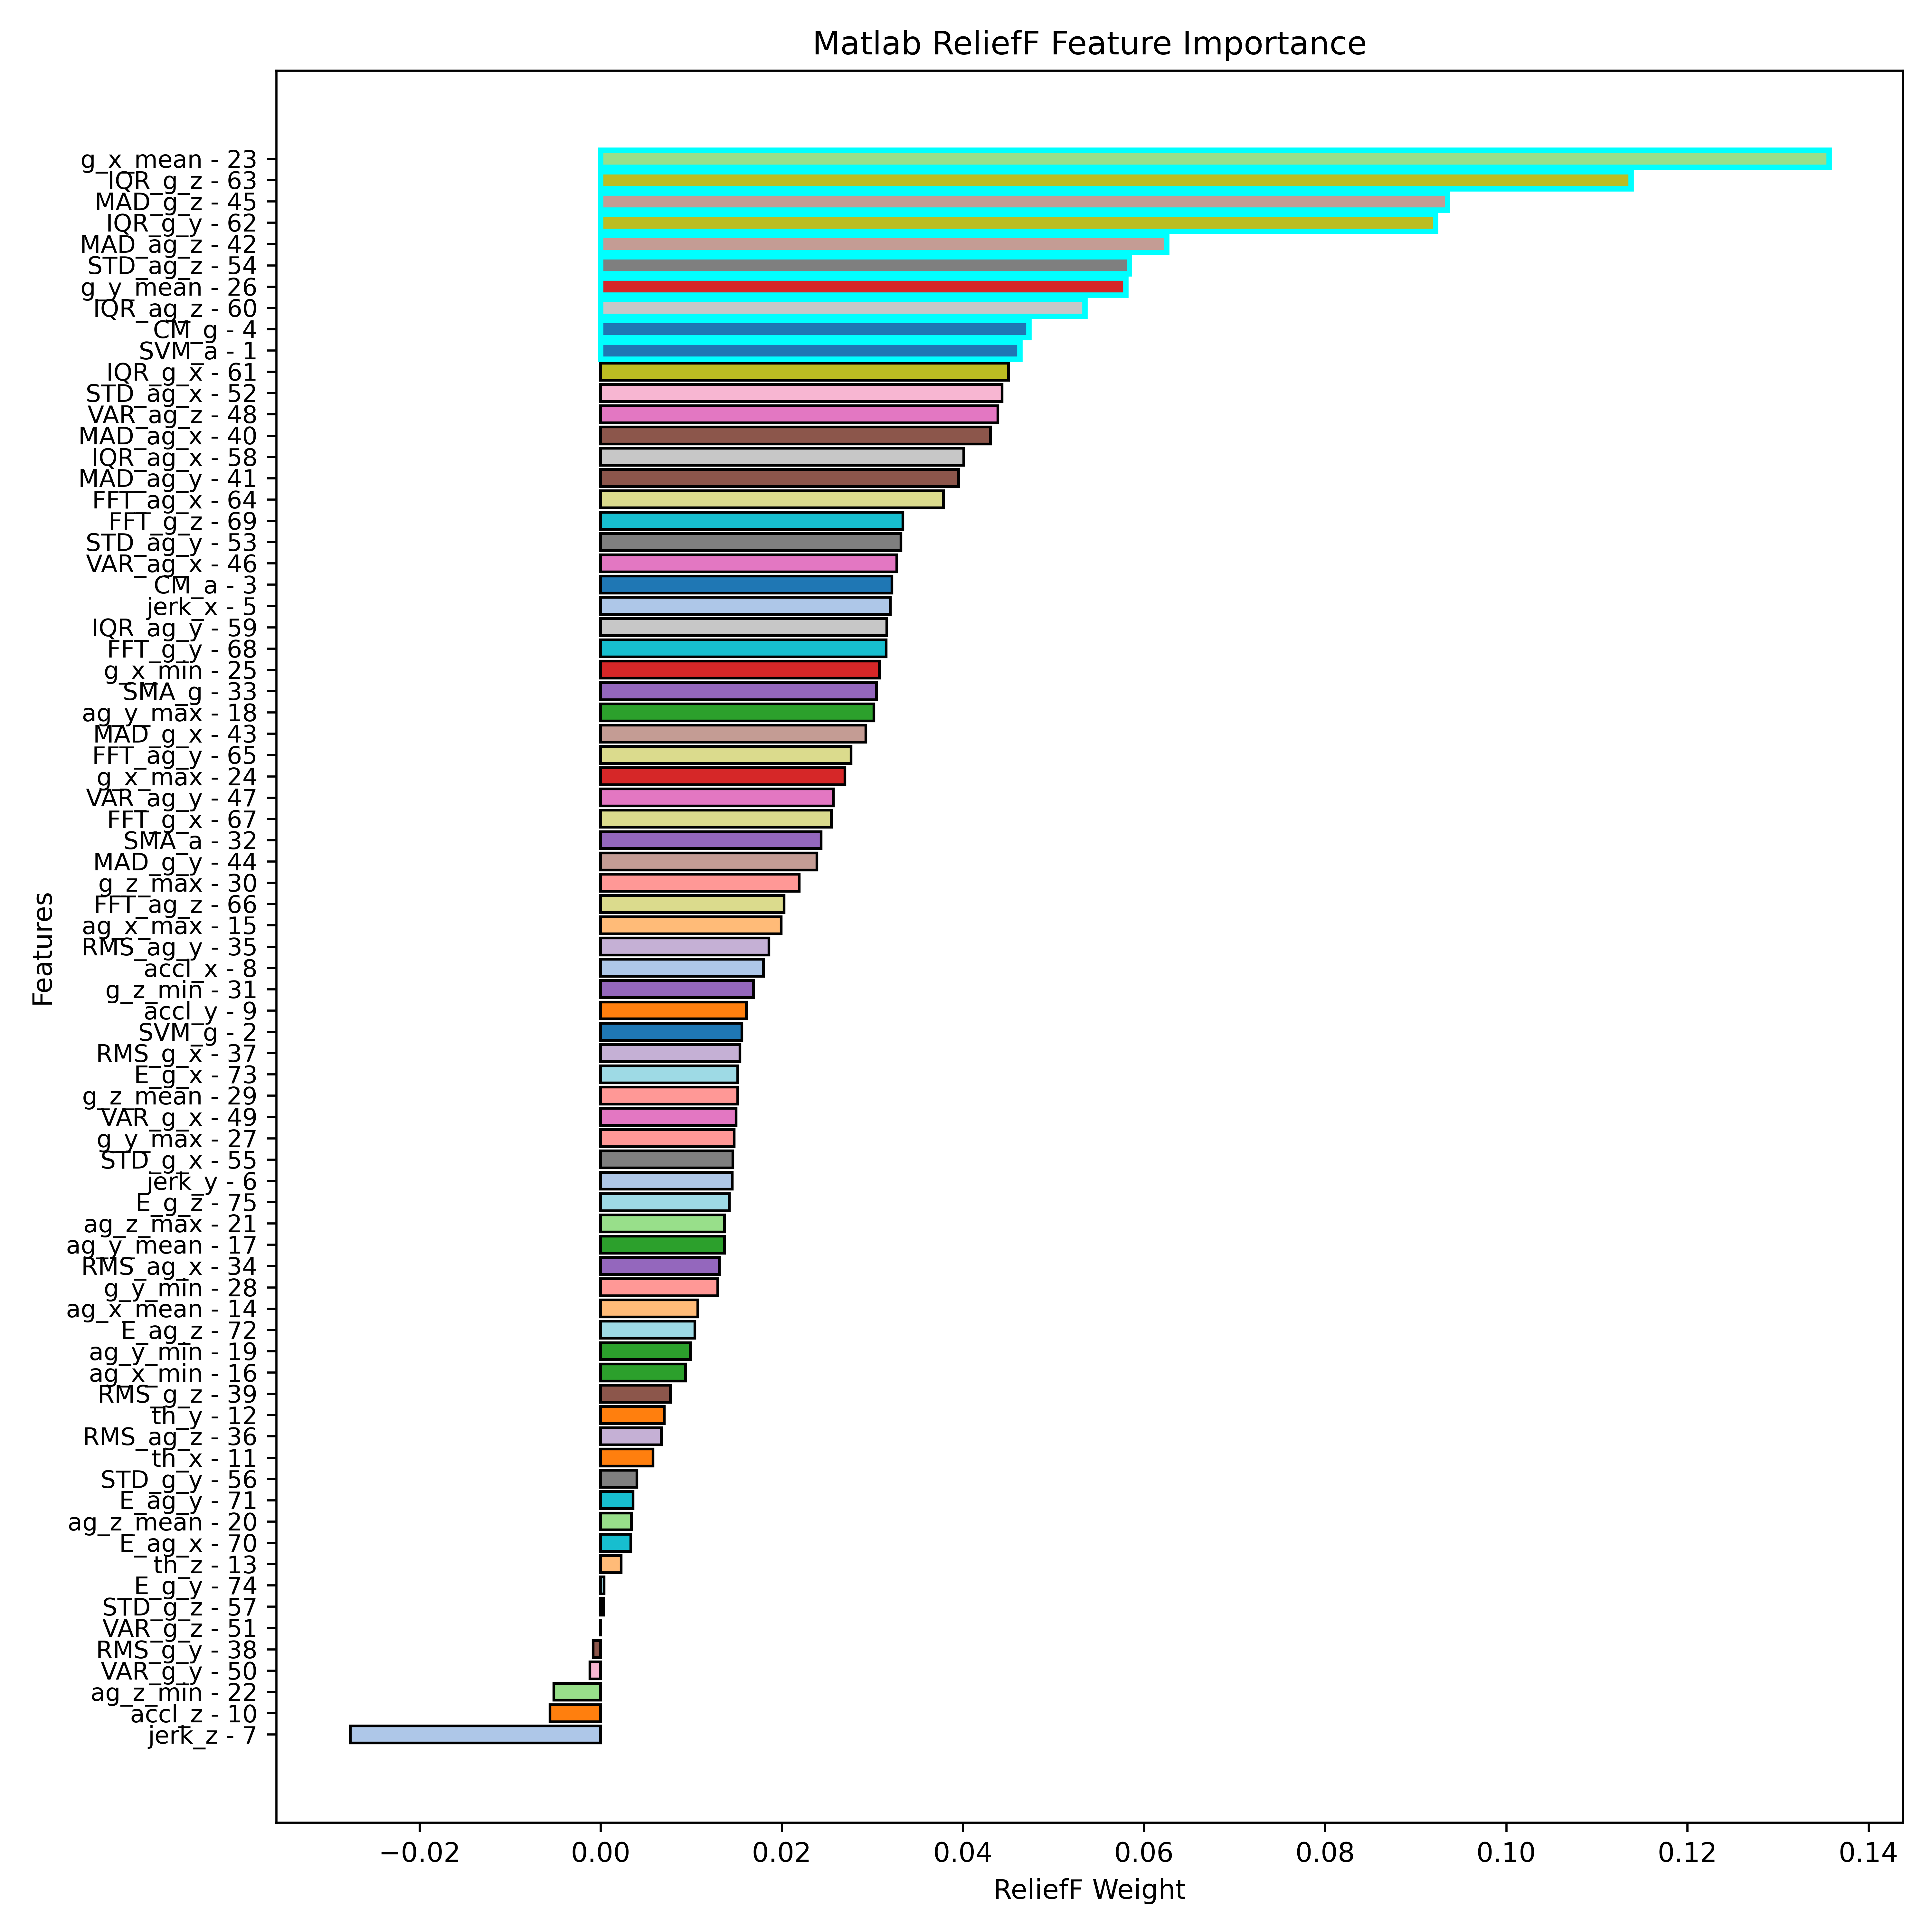 Matlab ReliefF Feature Importance
g_x_mean - 23
IQR_g_z - 63
MAD_g_z - 45
IQR_g_y - 62
MAD_ag_z - 42
STD_ag_z - 54
g_y_mean - 26
IQR_ag_z - 60
CM_g - 4
SVM_a - 1
IQR_g_x - 61
STD_ag_x - 52
VAR_ag_z - 48
MAD_ag_x - 40
IQR_ag_x - 58
MAD_ag_y - 41
FFT_ag_x - 64
FFT_g_z - 69
STD_ag_y - 53
VAR_ag_x - 46
CM_a - 3
jerk_x - 5
IQR_ag_y - 59
FFT_g_y - 68
g_x_min - 25
SMA_g - 33
ag_y_max - 18
MAD_g_x - 43
FFT_ag_y - 65
g_x_max - 24
VAR_ag_y - 47
FFT_g_x - 67
SMA_a - 32
MAD_g_y - 44
g_z_max - 30
FFT_ag_z - 66
ag_x_max - 15
RMS_ag_y - 35
accl_x - 8
g_z_min - 31
accl_y - 9
SVM_g - 2
RMS_g_x - 37
E_g_x - 73
g_z_mean - 29
VAR_g_x - 49
g_y_max - 27
STD_g_x - 55
jerk_y - 6
E_g_z - 75
ag_z_max - 21
ag_y_mean - 17
RMS_ag_x - 34
g_y_min - 28
ag_x_mean - 14
E_ag_z - 72
ag_y_min - 19
ag_x_min - 16
RMS_g_z - 39
th_y - 12
RMS_ag_z - 36
th_x - 11
STD_g_y - 56
E_ag_y - 71
ag_z_mean - 20
E_ag_x - 70
th_z - 13
E_g_y - 74
STD_g_z - 57
VAR_g_z - 51
RMS_g_y - 38
VAR_g_y - 50
ag_z_min - 22
accl_z - 10
jerk_z - 7
Features
−0.02 0.00 0.02 0.04 0.06 0.08 0.10 0.12 0.14
ReliefF Weight